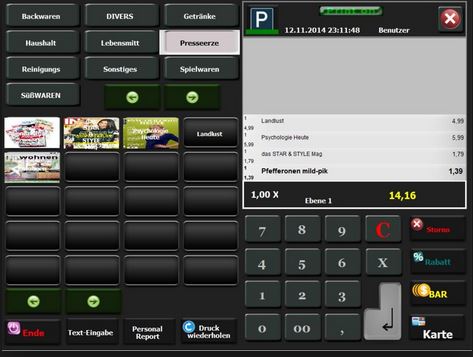 Backwaren
DIVERS
Getränke
Haushalt
Lebensmitt
Presseerze
Reinigungs
Sonstiges
Spielwaren
SüßWAREN
P
12.11.2014 23:11:48
Benutzer
Psychologie
Heute
Landlust
wohnen
STYLE
1 Landlust
4,99 4,99
1 Psychologie Heute
5,99 5,99
1 das STAR & STYLE Mag
1,79 1,79
1 Pfefferonen mild-pik
1,39 1,39
1,00 X
14,16
Ebene 1
7
8
9
C
Storno
4
5
6
X
Rabatt
1
2
3
BAR
0
00
,
Karte
Ende
Text-Eingabe
Personal
Report
Druck
wiederholen